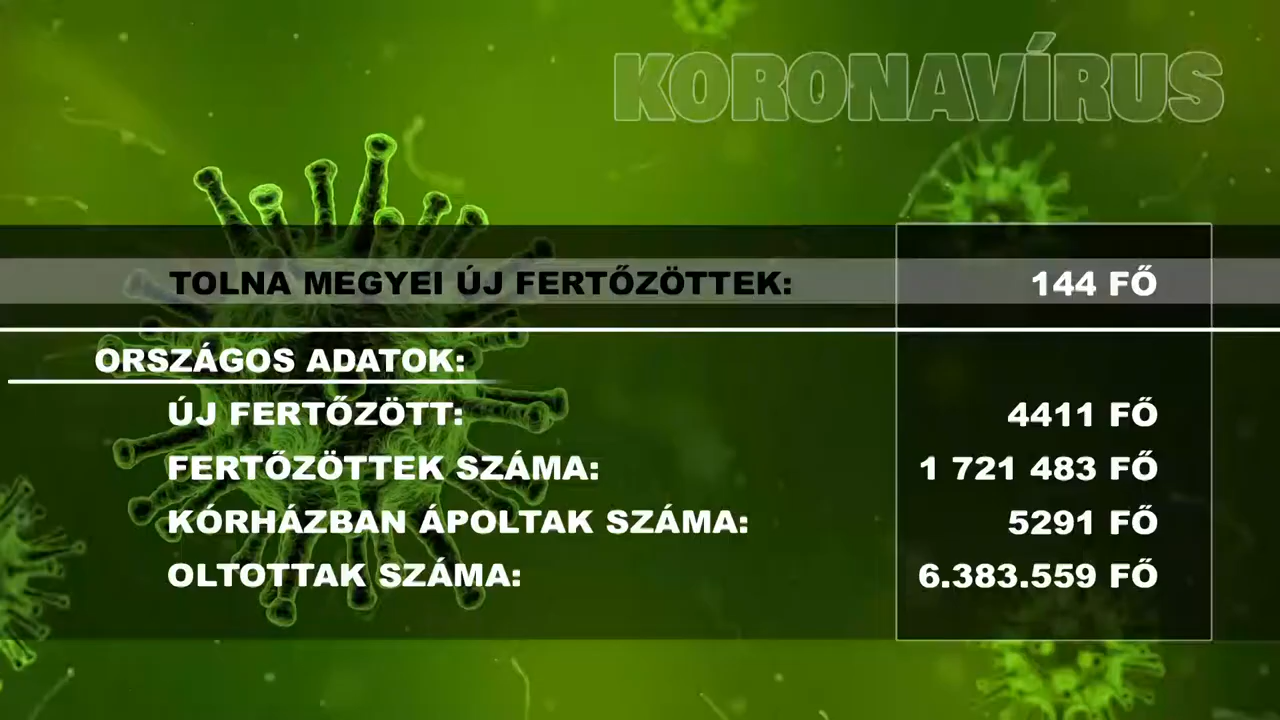 KORONAVÍRUS
TOLNA MEGYEI ÚJ FERTŐZÖTTEK: 144 FŐ
ORSZÁGOS ADATOK:
ÚJ FERTŐZÖTT: 4411 FŐ
FERTŐZÖTTEK SZÁMA: 1 721 483 FŐ
KÓRHÁZBAN ÁPOLTAK SZÁMA: 5291 FŐ
OLTOTTAK SZÁMA: 6.383.559 FŐ